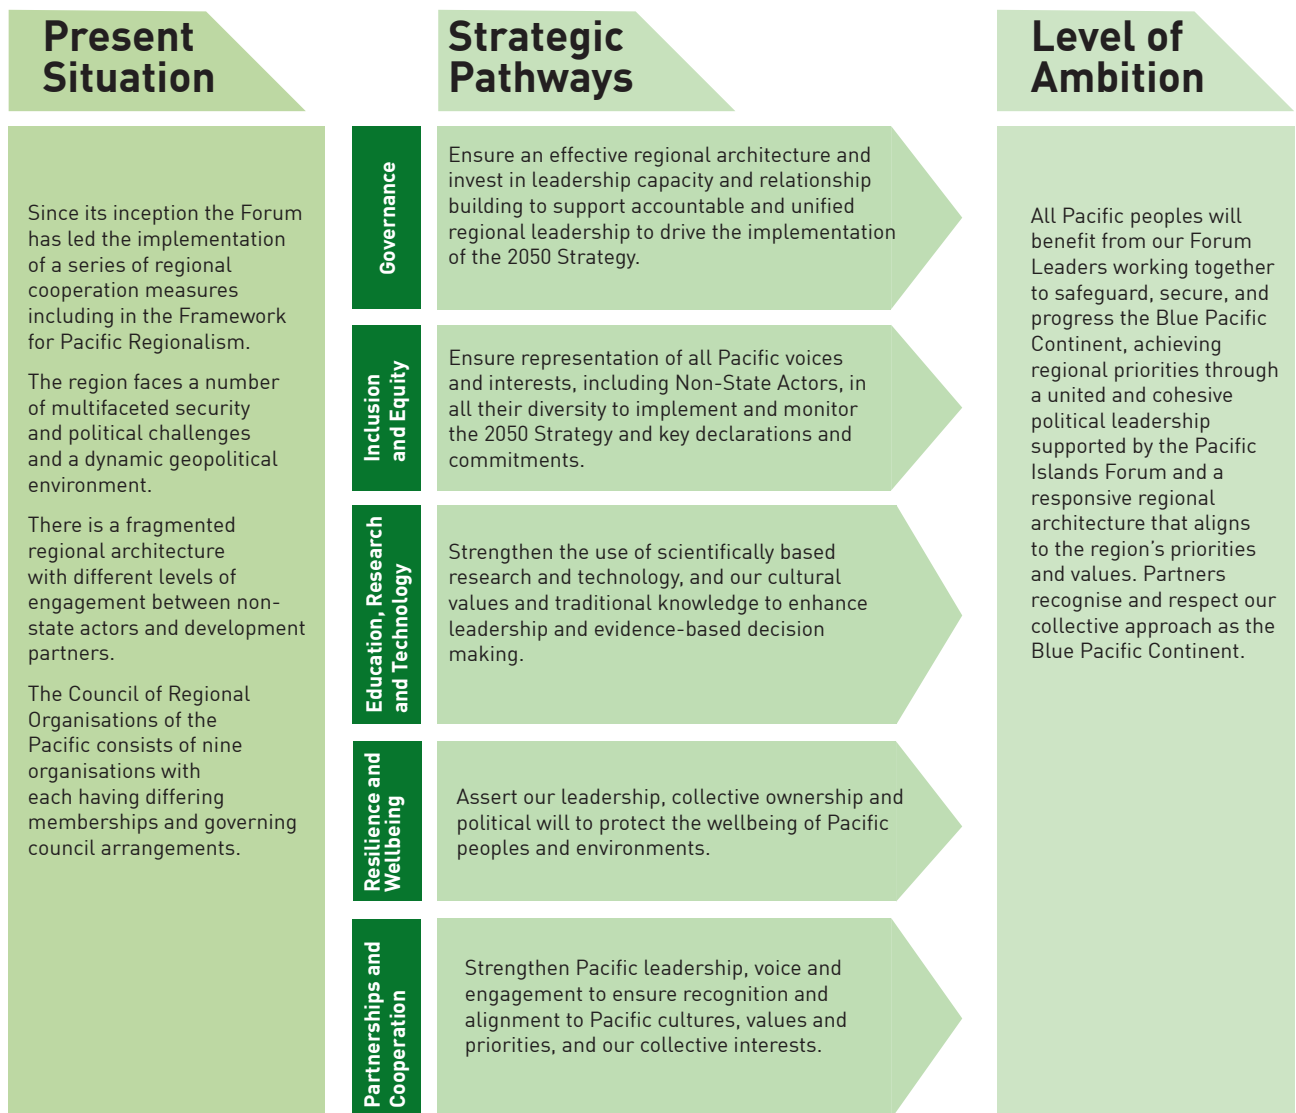 Present
Situation
Since its inception the Forum
has led the implementation
of a series of regional
cooperation measures
including in the Framework
for Pacific Regionalism.
The region faces a number
of multifaceted security
and political challenges
and a dynamic geopolitical
environment.
There is a fragmented
regional architecture
with different levels of
engagement between non-
state actors and development
partners.
The Council of Regional
Organisations of the
Pacific consists of nine
organisations with
each having differing
memberships and governing
council arrangements.
Strategic
Pathways
Governance
Ensure an effective regional architecture and
invest in leadership capacity and relationship
building to support accountable and unified
regional leadership to drive the implementation
of the 2050 Strategy.
Inclusion
and Equity
Ensure representation of all Pacific voices
and interests, including Non-State Actors, in
all their diversity to implement and monitor
the 2050 Strategy and key declarations and
commitments.
Education, Research
and Technology
Strengthen the use of scientifically based
research and technology, and our cultural
values and traditional knowledge to enhance
leadership and evidence-based decision
making.
Resilience and
Wellbeing
Assert our leadership, collective ownership and
political will to protect the wellbeing of Pacific
peoples and environments.
Partnerships and
Cooperation
Strengthen Pacific leadership, voice and
engagement to ensure recognition and
alignment to Pacific cultures, values and
priorities, and our collective interests.
Level of
Ambition
All Pacific peoples will
benefit from our Forum
Leaders working together
to safeguard, secure, and
progress the Blue Pacific
Continent, achieving
regional priorities through
a united and cohesive
political leadership
supported by the Pacific
Islands Forum and a
responsive regional
architecture that aligns
to the region's priorities
and values. Partners
recognise and respect our
collective approach as the
Blue Pacific Continent.